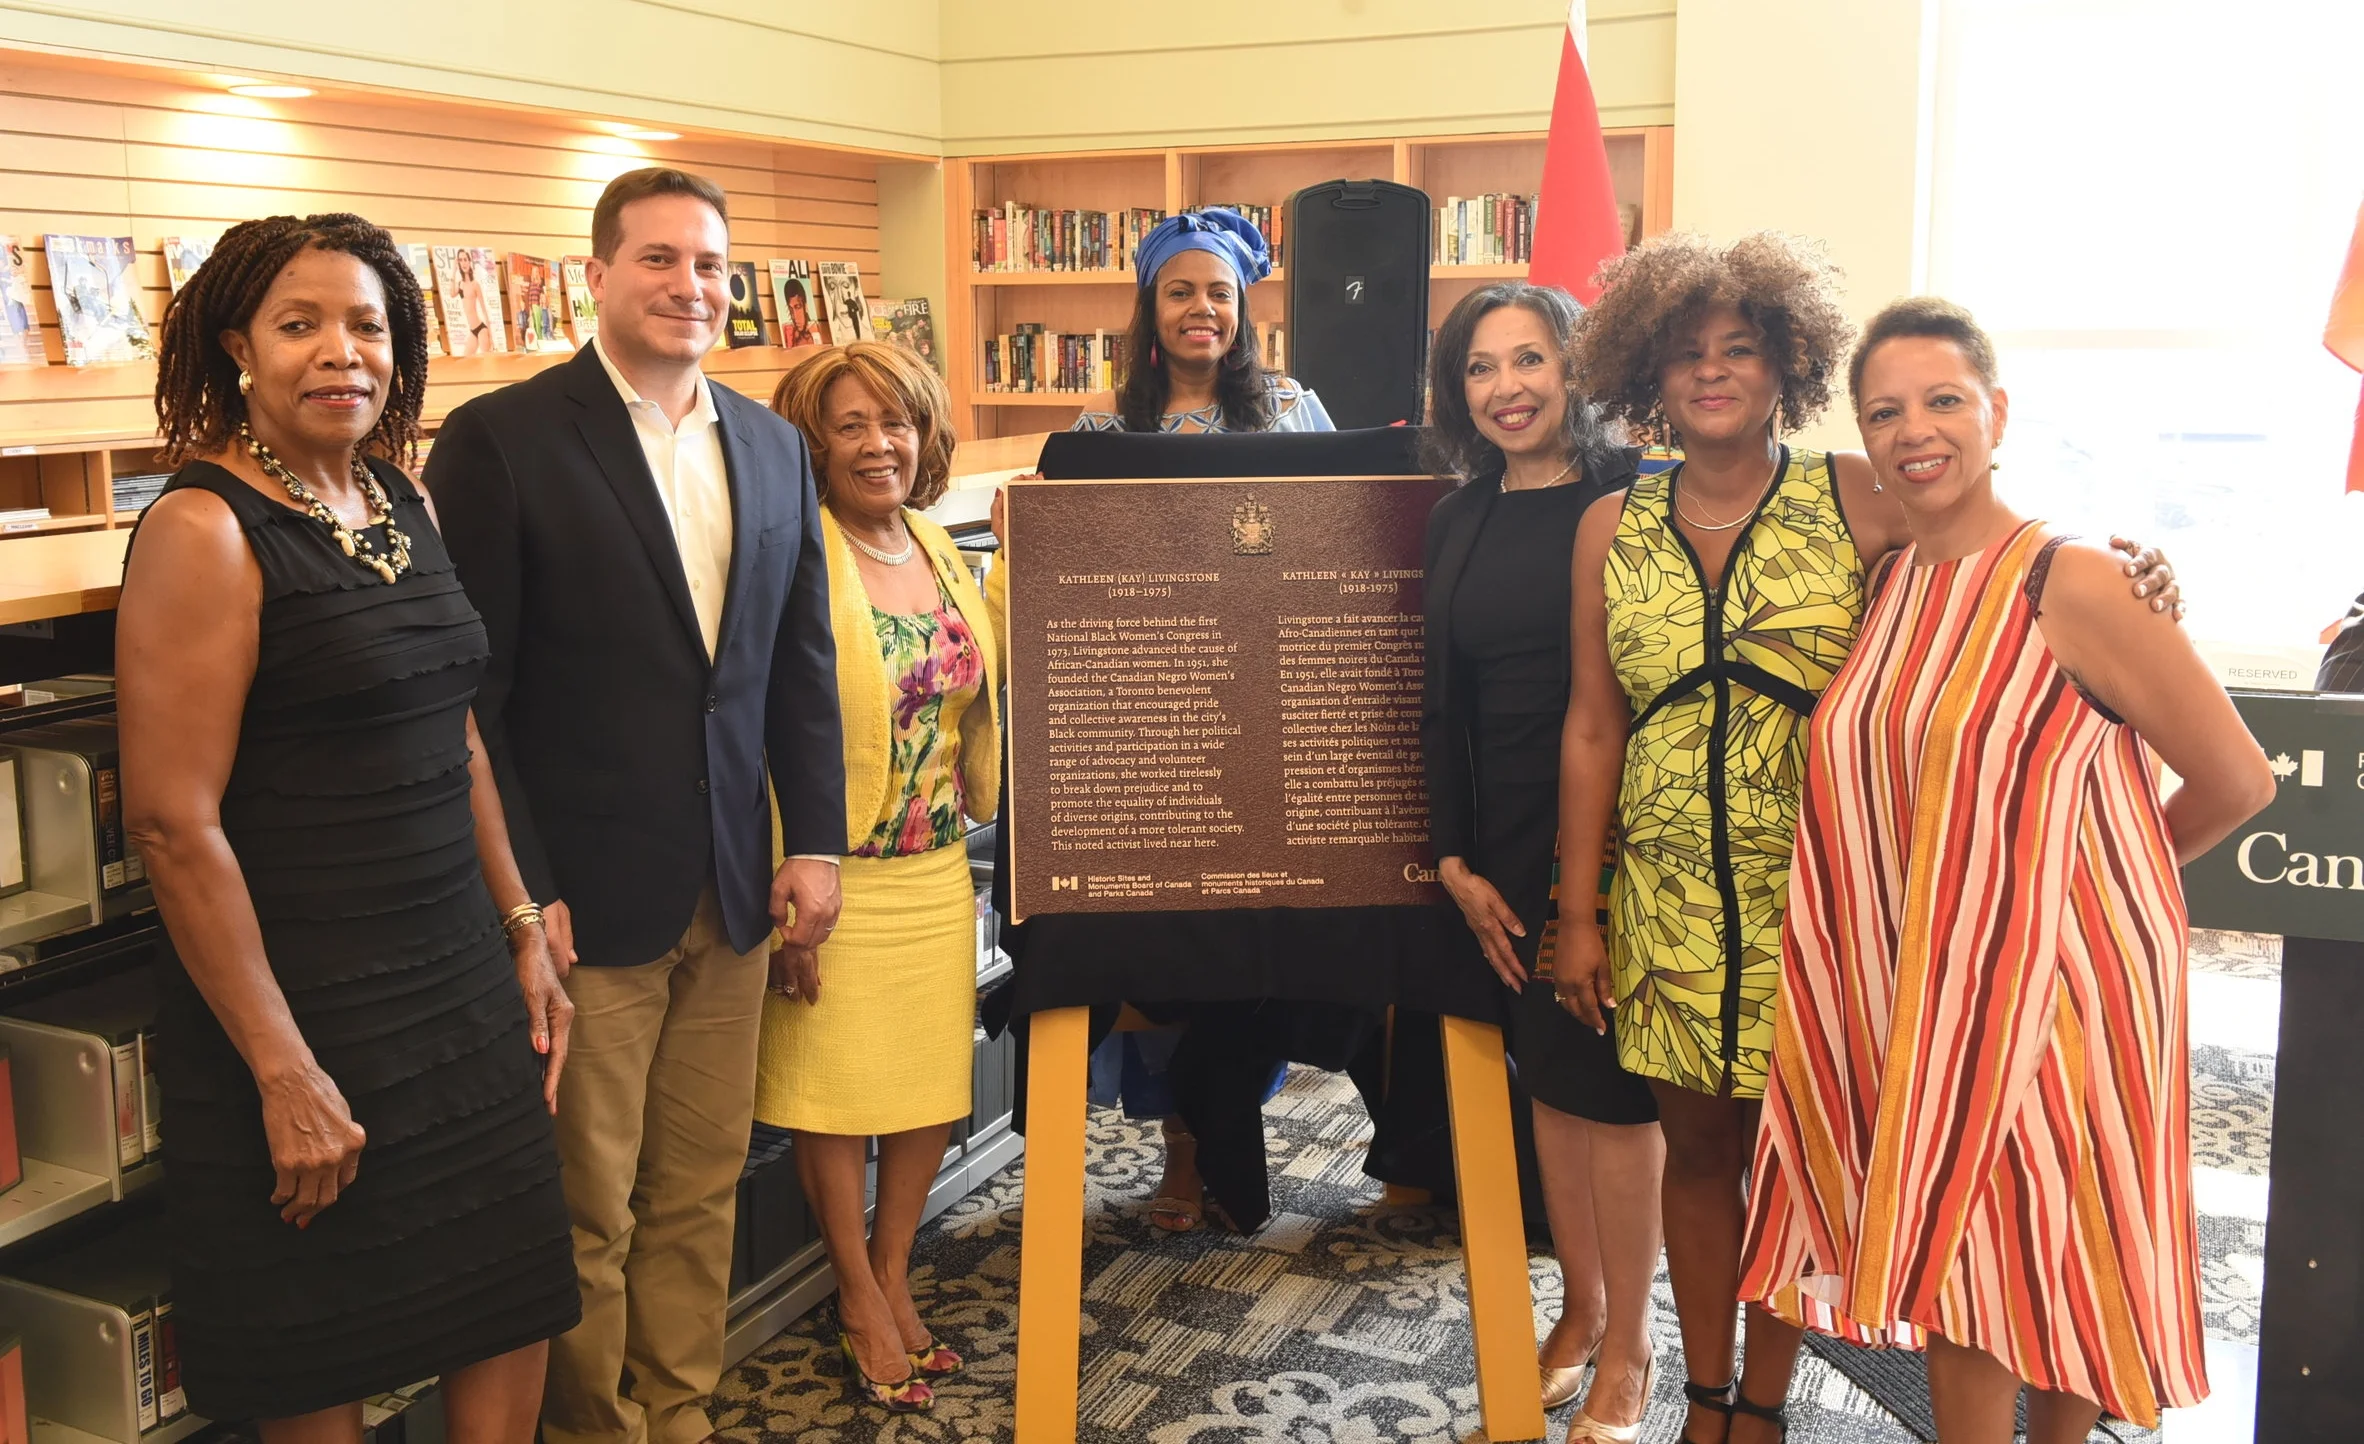 KATHLEEN (KAY) LIVINGSTONE
(1918–1975)
As the driving force behind the first
National Black Women's Congress in
1973, Livingstone advanced the cause of
African-Canadian women. In 1951, she
founded the Canadian Negro Women's
Association, a Toronto benevolent
organization that encouraged pride
and collective awareness in the city's
Black community. Through her political
activities and participation in a wide
range of advocacy and volunteer
organizations, she worked tirelessly
to break down prejudice and to
promote the equality of individuals
of diverse origins, contributing to the
development of a more tolerant society.
This noted activist lived near here.
KATHLEEN « KAY » LIVINGS
(1918-1975)
Livingstone a fait avancer la
Afro-Canadiennes en tant que
motrice du premier Congrès
des femmes noires du Canada
En 1951, elle avait fondé à
Canadian Negro Women's
organisation d'entraide visant
susciter fierté et prise de
collective chez les Noirs de
ses activités politiques et son
sein d'un large éventail de
pression et d'organismes
elle a combattu les préjugés
l'égalité entre personnes de
origine, contribuant à
d'une société plus tolérante.
activiste remarquable habitait
Historic Sites and
Monuments Board of Canada
and Parks Canada
Commission des lieux et
monuments historiques du Canada
et Parcs Canada
Can
RESERVED
Can
TOTAL
ALI
DAVID BOWIE
MILES TO GO